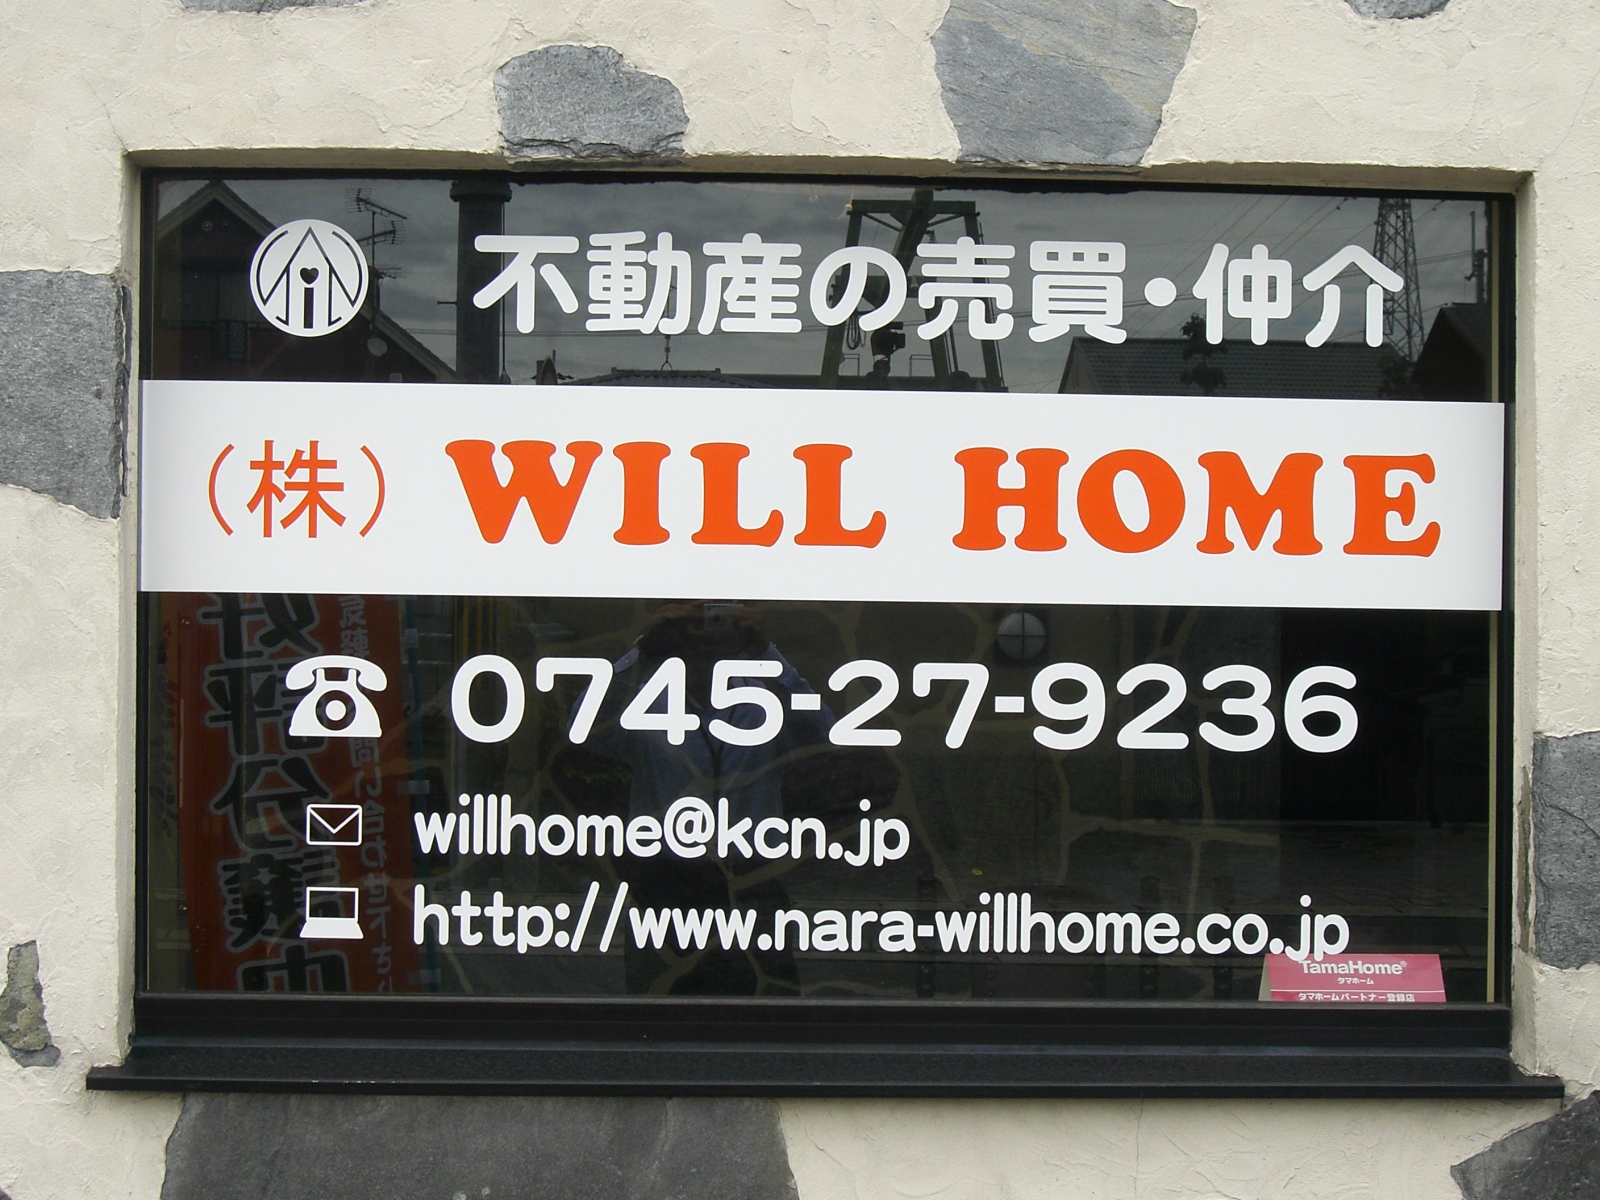 不動産の売買・仲介
（株） WILL HOME
0745-27-9236
willhome@kcn.jp
http://www.nara-willhome.co.jp
TamaHome®
タマホーム
タマホームパートナー登録店